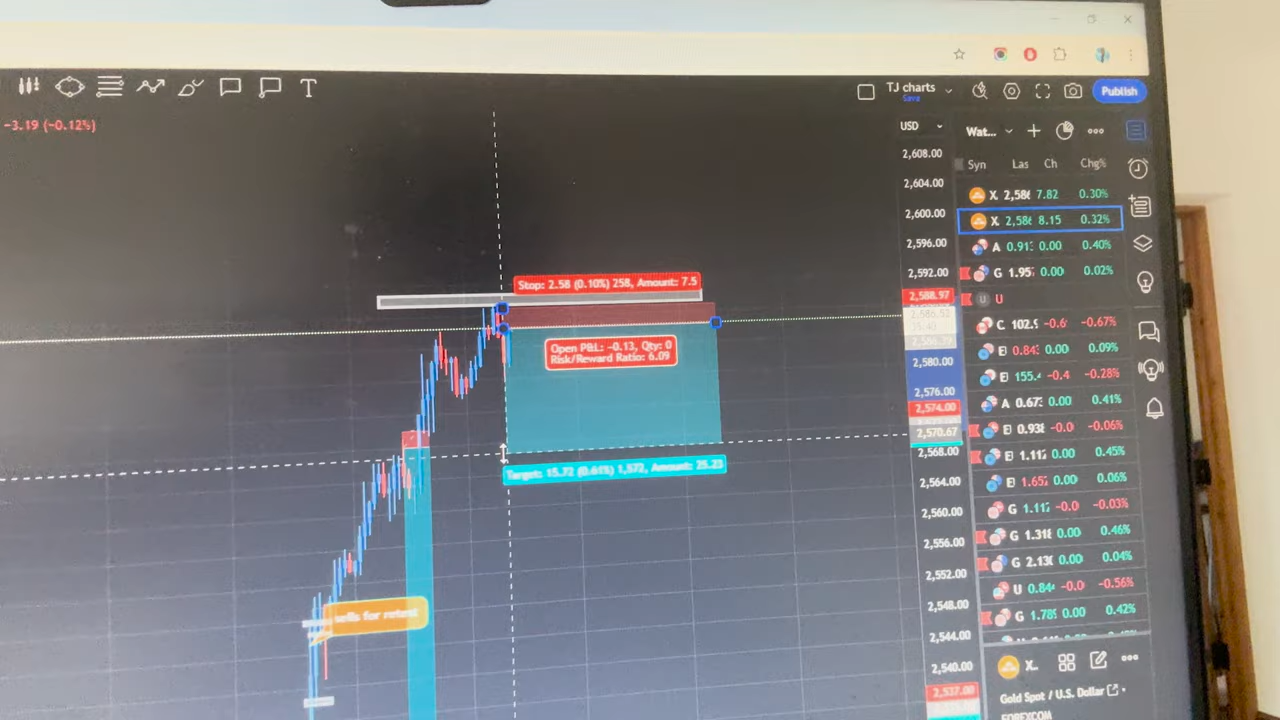 TJ charts
Save
Publish
−3.19 (−0.12%)
USD
Wat...
Syn Las Ch Chg%
2,608.00
2,604.00
2,600.00
2,596.00
2,592.00
2,588.97
2,580.00
2,576.00
2,574.00
2,570.67
2,568.00
2,564.00
2,560.00
2,556.00
2,552.00
2,548.00
2,544.00
2,540.00
2,537.00
X 2,58 7.82 0.30%
X 2,58 8.15 0.32%
A 0.91 0.00 0.40%
G 1.95 0.00 0.02%
U U
C 102.9 -0.6 -0.67%
E 0.84 0.00 0.09%
E 155. -0.4 -0.28%
A 0.67 0.00 0.41%
E 0.93 -0.0 -0.06%
E 1.11 0.00 0.45%
E 1.65 0.00 0.06%
G 1.11 -0.0 -0.03%
G 1.31 0.00 0.46%
G 2.13 0.00 0.04%
U 0.84 -0.0 -0.56%
G 1.78 0.00 0.42%
Stop: 2.58 (0.10%) 258, Amount: 7.5
Open P&L: −0.13, Qty: 0
Risk/Reward Ratio: 6.09
Target: 15.72 (0.61%) 1,572, Amount: 25.23
sells for retest
X.
Gold Spot / U.S. Dollar
FOREXCOM